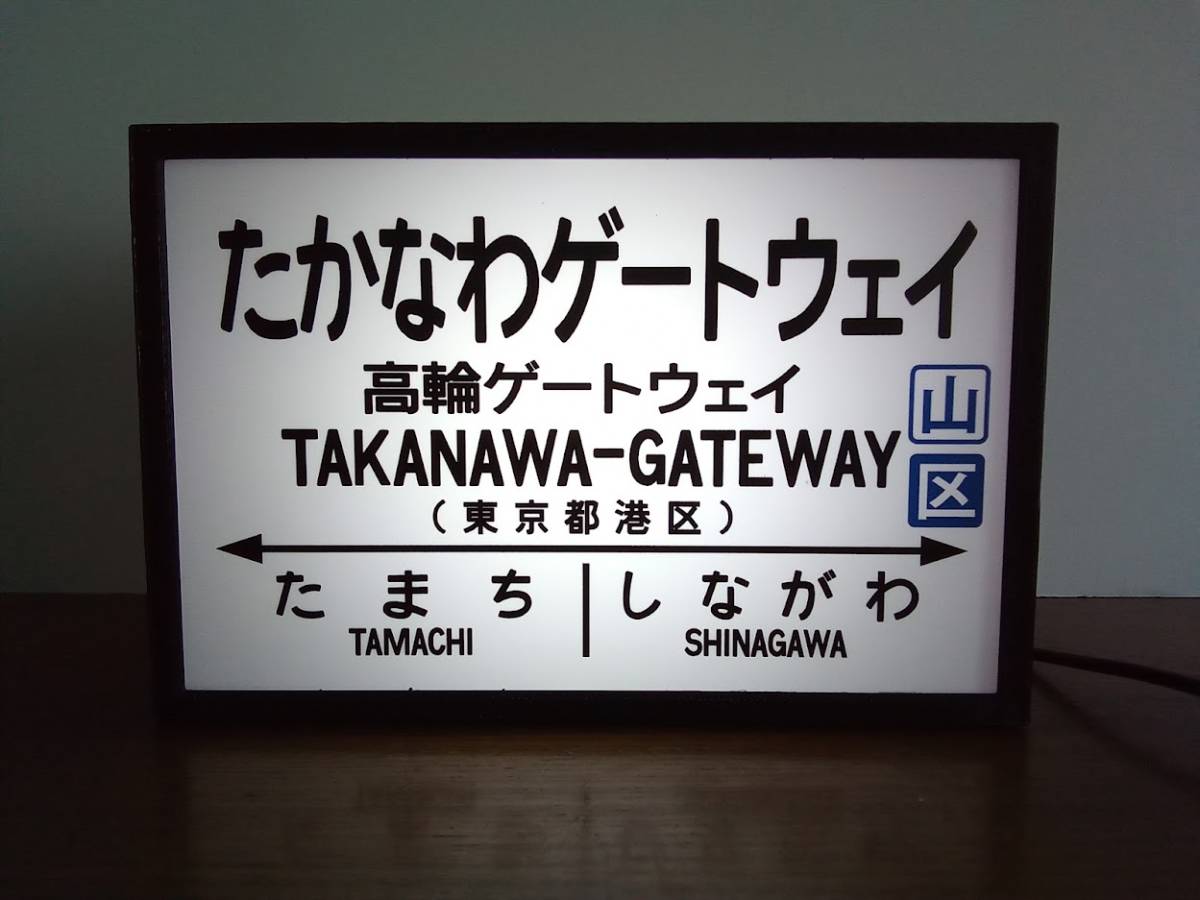 たかなわゲートウェイ
高輪ゲートウェイ
山
TAKANAWA-GATEWAY
区
(東京都港区)
たまち
しながわ
TAMACHI
SHINAGAWA